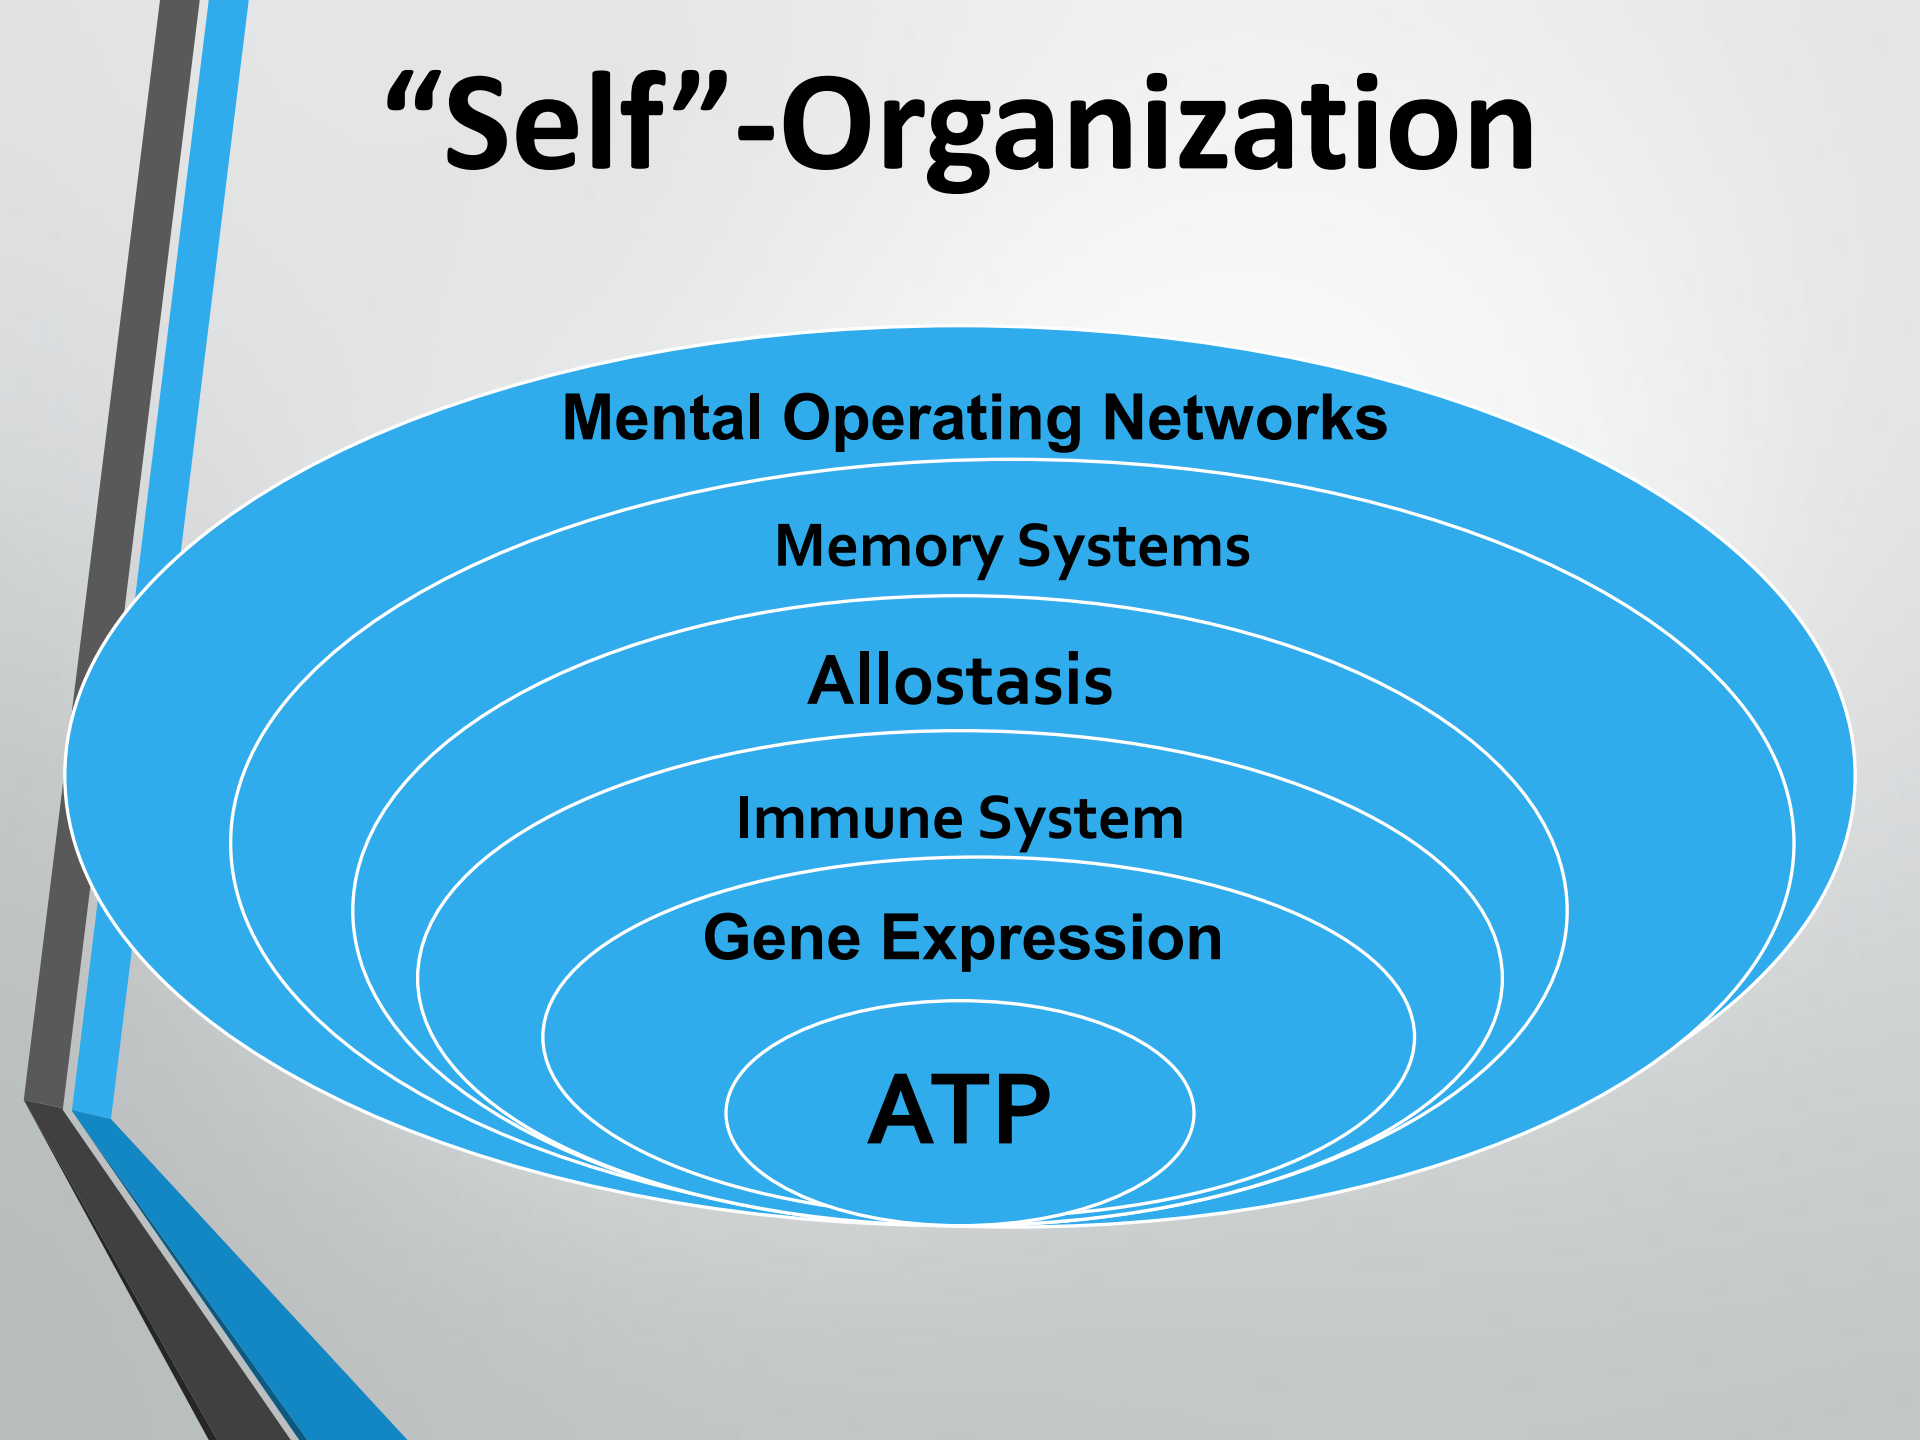 “Self”-Organization
Mental Operating Networks
Memory Systems
Allostasis
Immune System
Gene Expression
ATP